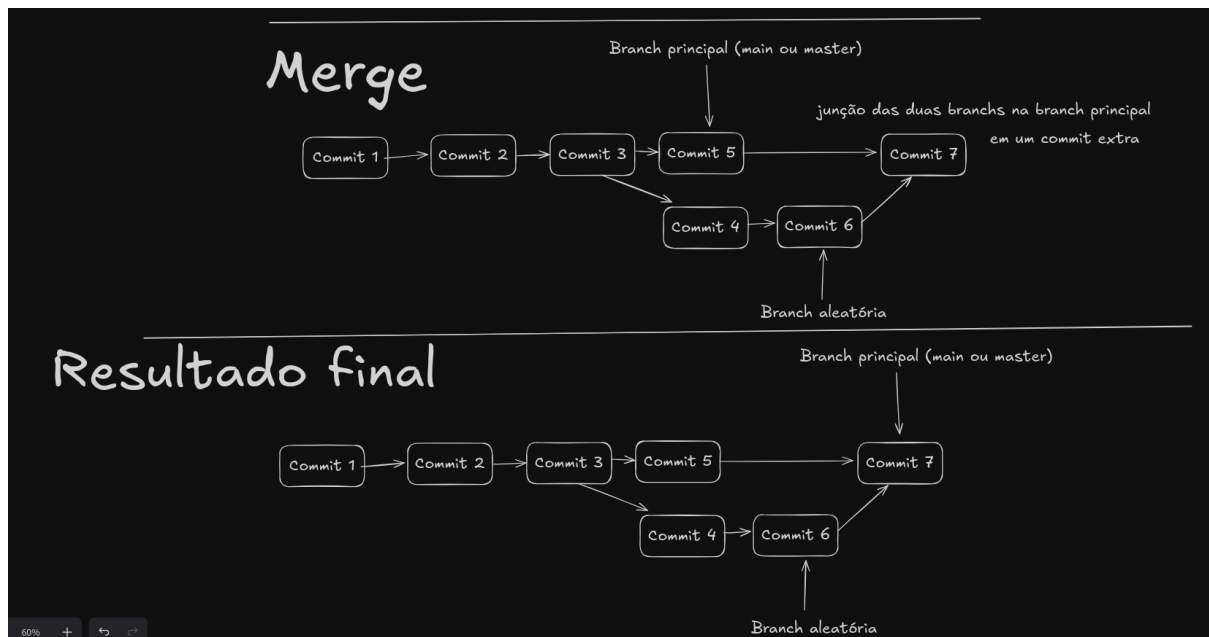 Branch principal (main ou master)
Merge
junção das duas branchs na branch principal
em um commit extra
Commit 1
Commit 2
Commit 3
Commit 5
Commit 7
Commit 4
Commit 6
Branch aleatória
Resultado final
Branch principal (main ou master)
Commit 1
Commit 2
Commit 3
Commit 5
Commit 7
Commit 4
Commit 6
Branch aleatória
60%